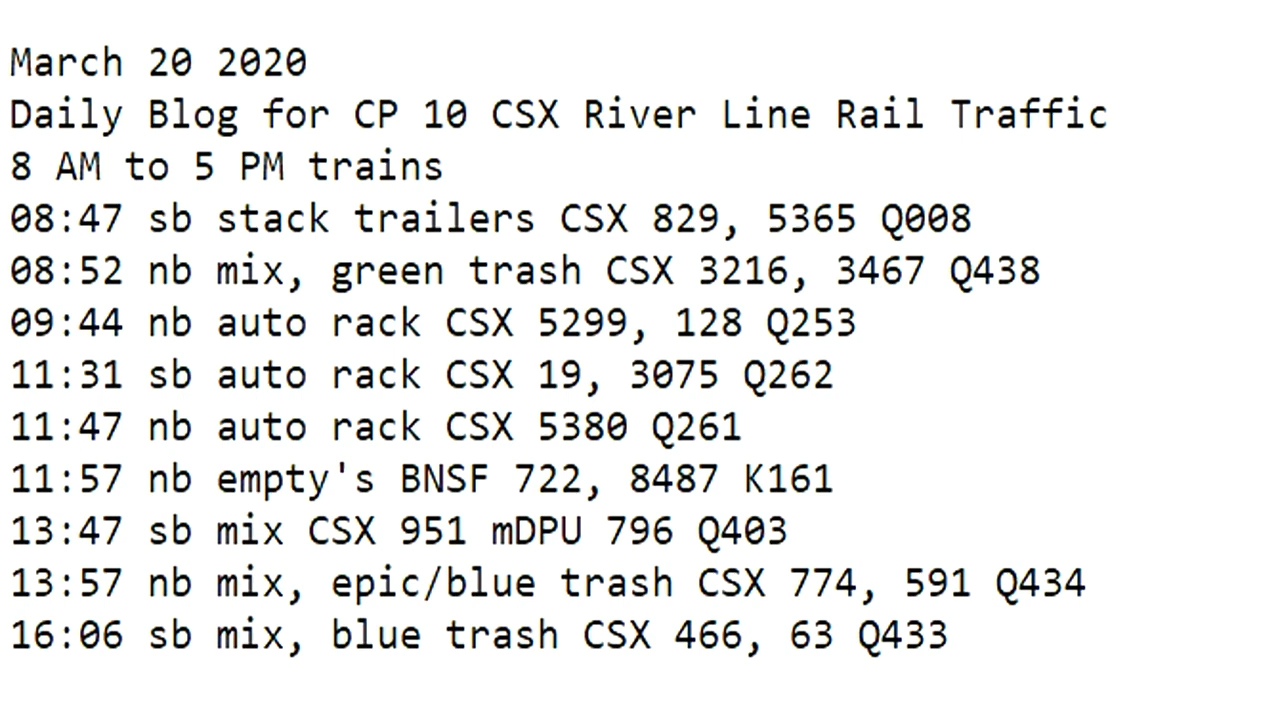 March 20 2020
Daily Blog for CP 10 CSX River Line Rail Traffic
8 AM to 5 PM trains
08:47 sb stack trailers CSX 829, 5365 Q008
08:52 nb mix, green trash CSX 3216, 3467 Q438
09:44 nb auto rack CSX 5299, 128 Q253
11:31 sb auto rack CSX 19, 3075 Q262
11:47 nb auto rack CSX 5380 Q261
11:57 nb empty's BNSF 722, 8487 K161
13:47 sb mix CSX 951 mDPU 796 Q403
13:57 nb mix, epic/blue trash CSX 774, 591 Q434
16:06 sb mix, blue trash CSX 466, 63 Q433